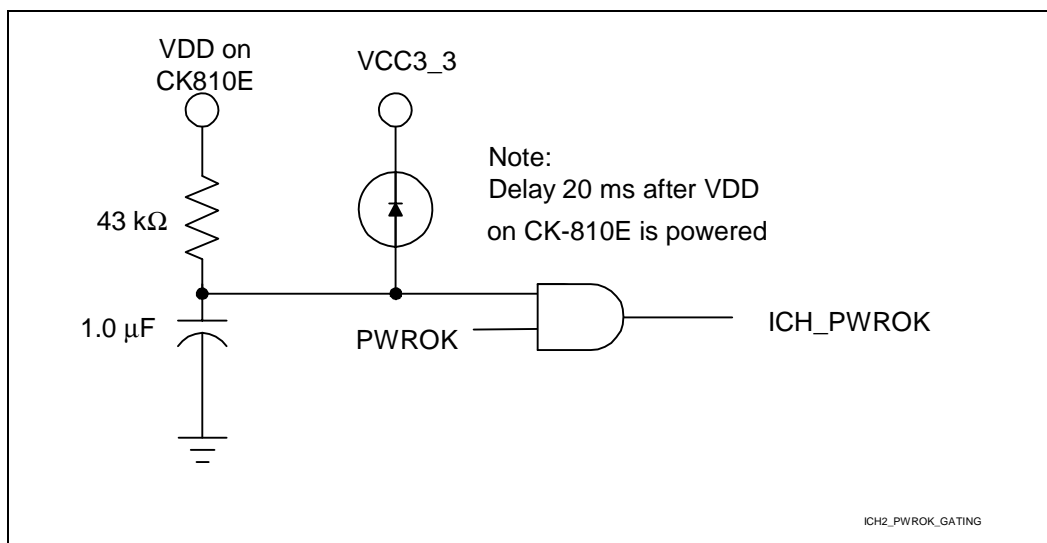 VDD on
CK810E
VCC3_3
Note:
Delay 20 ms after VDD
on CK-810E is powered
43 kΩ
1.0 μF
PWROK
ICH_PWROK
ICH2_PWROK_GATING